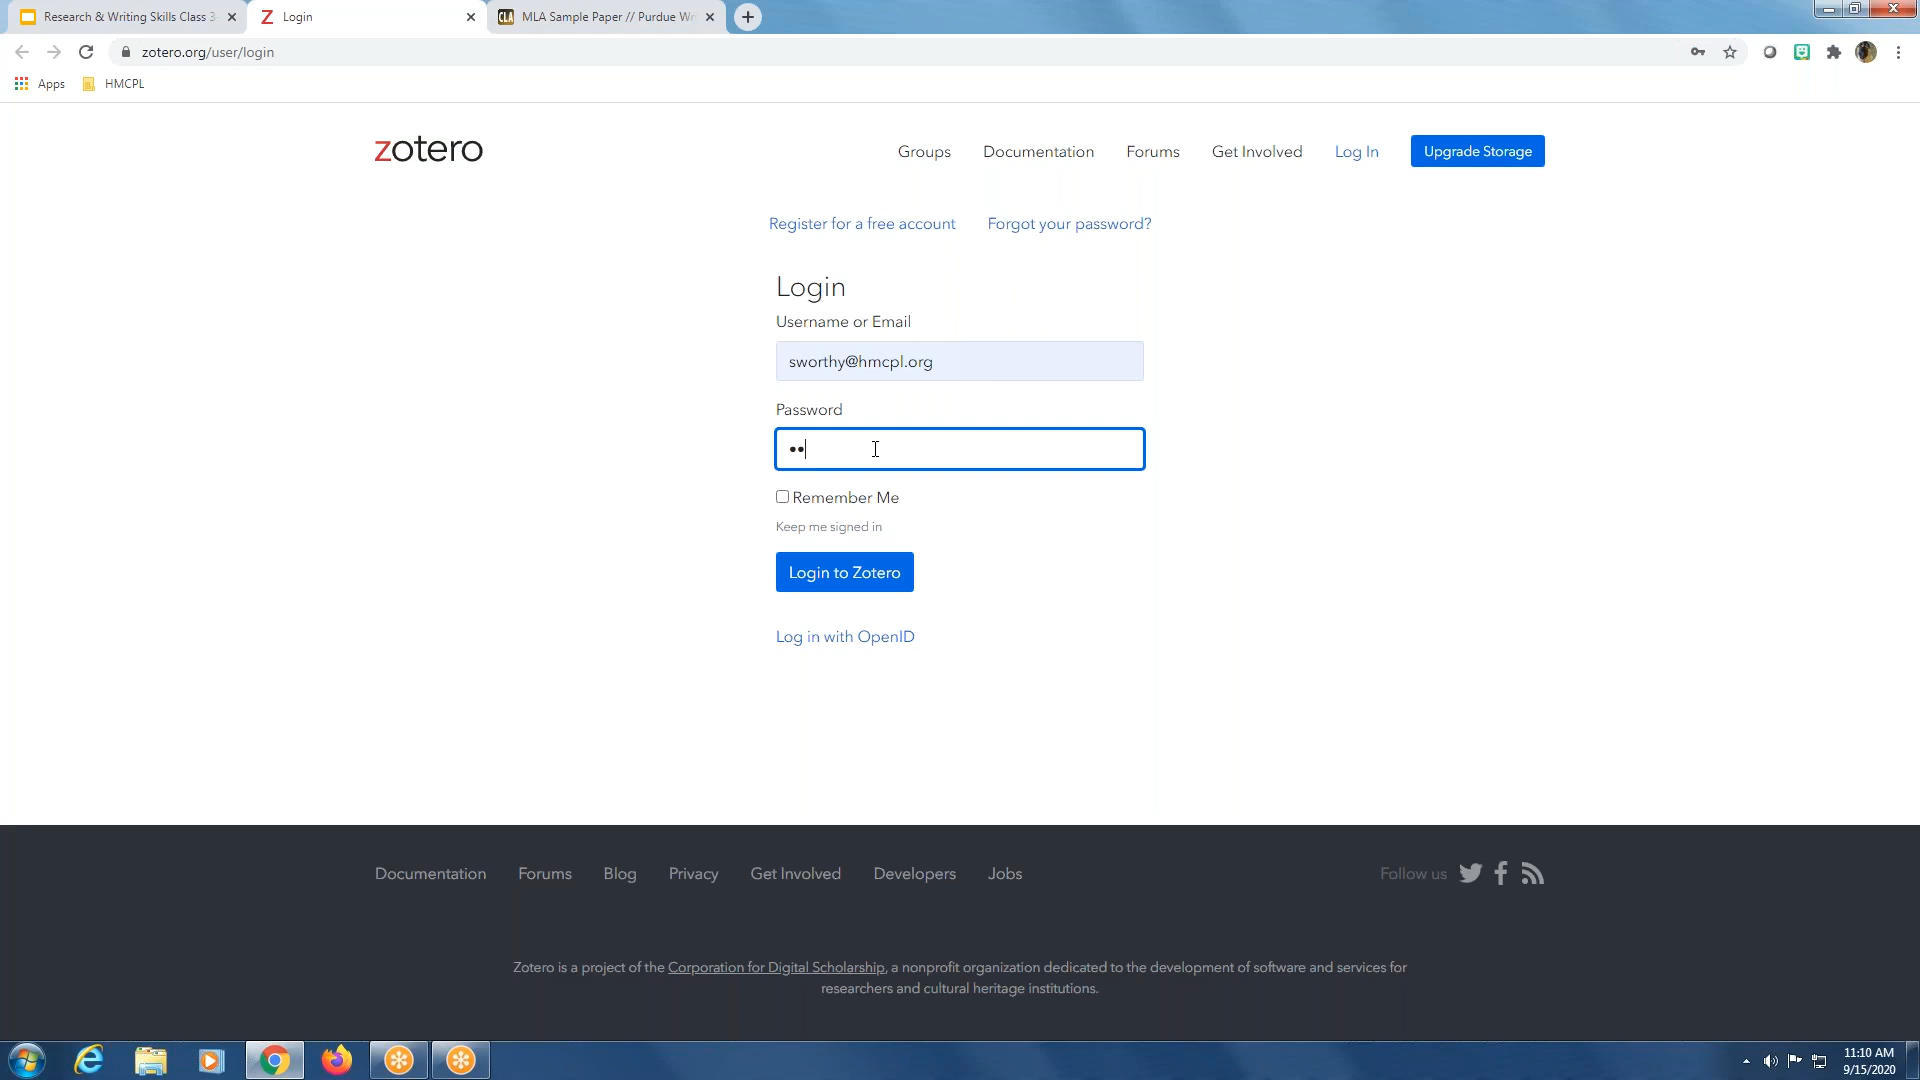 Research & Writing Skills Class 3-
Login
MLA Sample Paper // Purdue Wr
zotero.org/user/login
Apps
HMCPL
zotero
Groups
Documentation
Forums
Get Involved
Log In
Upgrade Storage
Register for a free account
Forgot your password?
Login
Username or Email
sworthy@hmcpl.org
Password
Remember Me
Keep me signed in
Login to Zotero
Log in with OpenID
Documentation
Forums
Blog
Privacy
Get Involved
Developers
Jobs
Follow us
Zotero is a project of the Corporation for Digital Scholarship, a nonprofit organization dedicated to the development of software and services for
researchers and cultural heritage institutions.
11:10 AM
9/15/2020